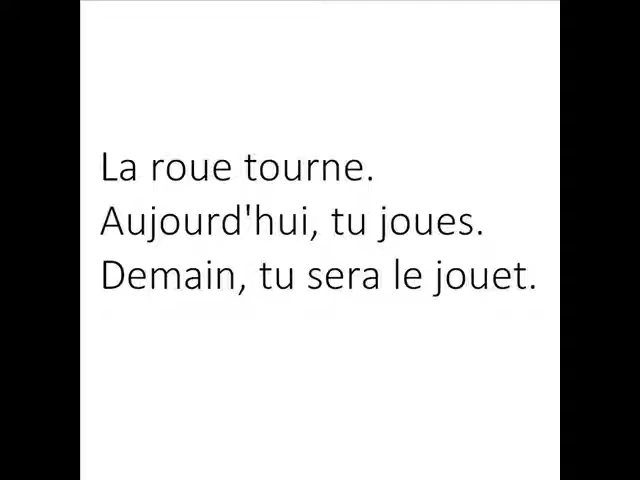 La roue tourne.
Aujourd'hui, tu joues.
Demain, tu sera le jouet.